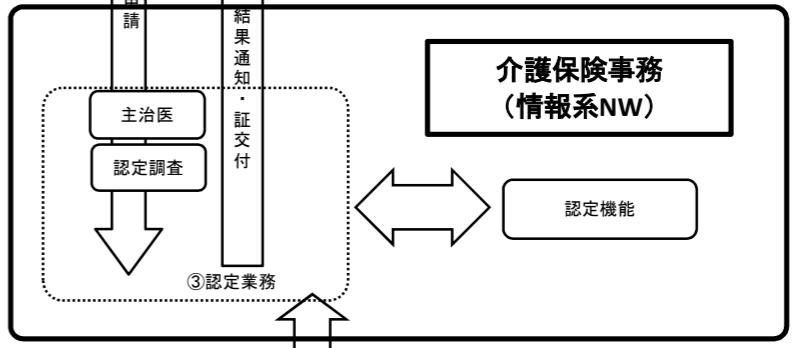 請
結果通知・証交付
介護保険事務
（情報系NW）
主治医
認定調査
認定機能
③認定業務